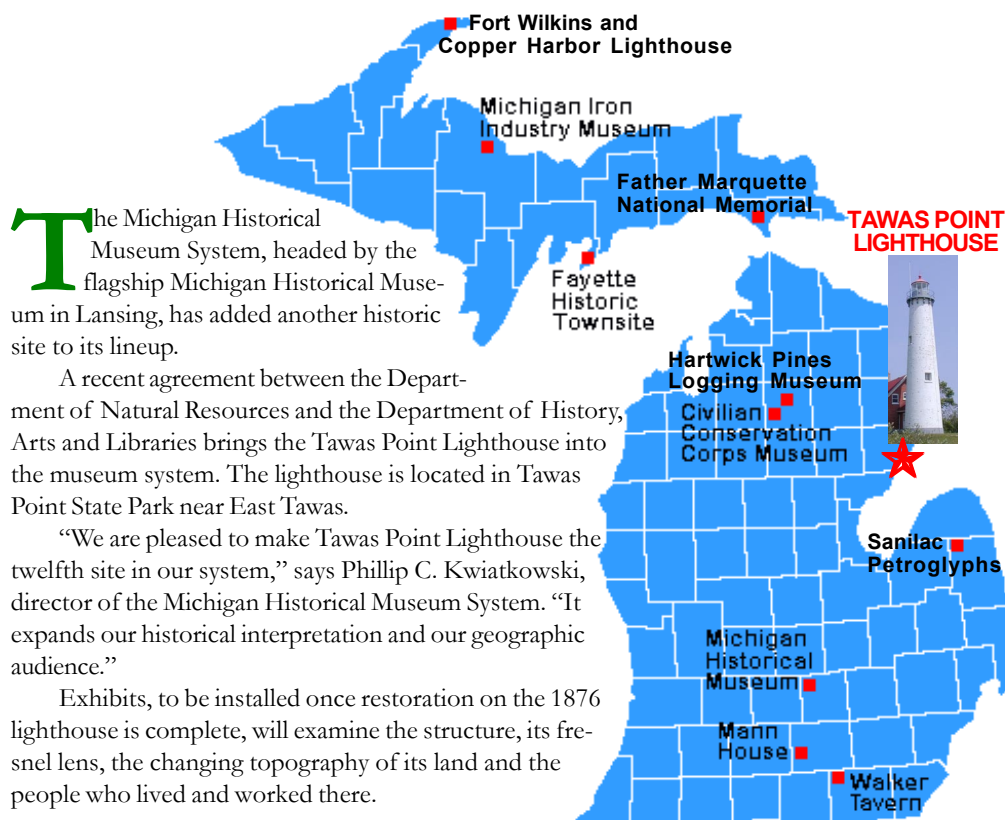 Fort Wilkins and
Copper Harbor Lighthouse
Michigan Iron
Industry Museum
Father Marquette
National Memorial
TAWAS POINT
LIGHTHOUSE
Fayette
Historic
Townsite
Hartwick Pines
Logging Museum
Civilian
Conservation
Corps Museum
Sanilac
Petroglyphs
Michigan
Historical
Museum
Mann
House
Walker
Tavern
The Michigan Historical
Museum System, headed by the
flagship Michigan Historical Muse-
um in Lansing, has added another historic
site to its lineup.
A recent agreement between the Depart-
ment of Natural Resources and the Department of History,
Arts and Libraries brings the Tawas Point Lighthouse into
the museum system. The lighthouse is located in Tawas
Point State Park near East Tawas.
“We are pleased to make Tawas Point Lighthouse the
twelfth site in our system,” says Phillip C. Kwiatkowski,
director of the Michigan Historical Museum System. “It
expands our historical interpretation and our geographic
audience.”
Exhibits, to be installed once restoration on the 1876
lighthouse is complete, will examine the structure, its fre-
snel lens, the changing topography of its land and the
people who lived and worked there.